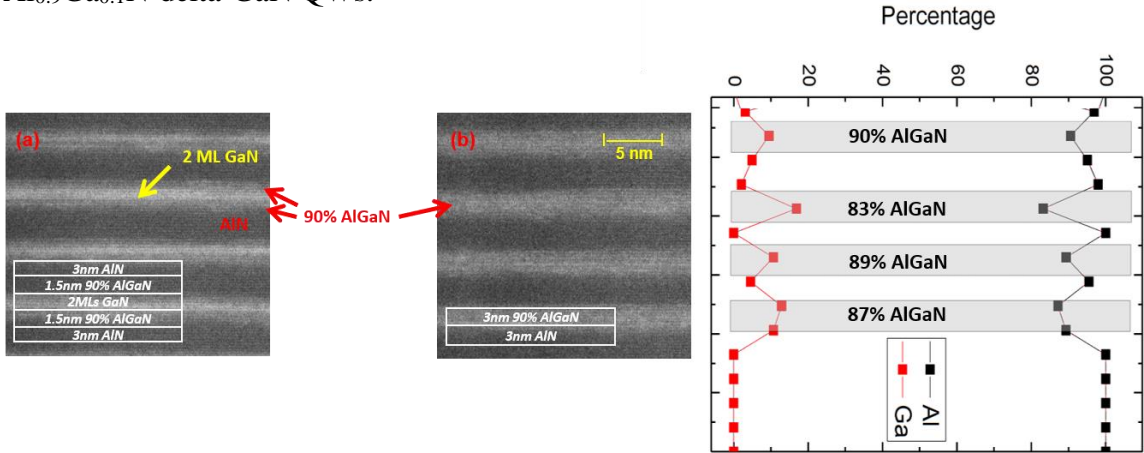 Al0.9Ga0.1N delta-GaN QWs.
(a)
2 ML GaN
AlN
90% AlGaN
3nm AlN
1.5nm 90% AlGaN
2MLs GaN
1.5nm 90% AlGaN
3nm AlN
(b)
5 nm
3nm 90% AlGaN
3nm AlN
Percentage
0
20
40
60
80
100
90% AlGaN
83% AlGaN
89% AlGaN
87% AlGaN
Al
Ga